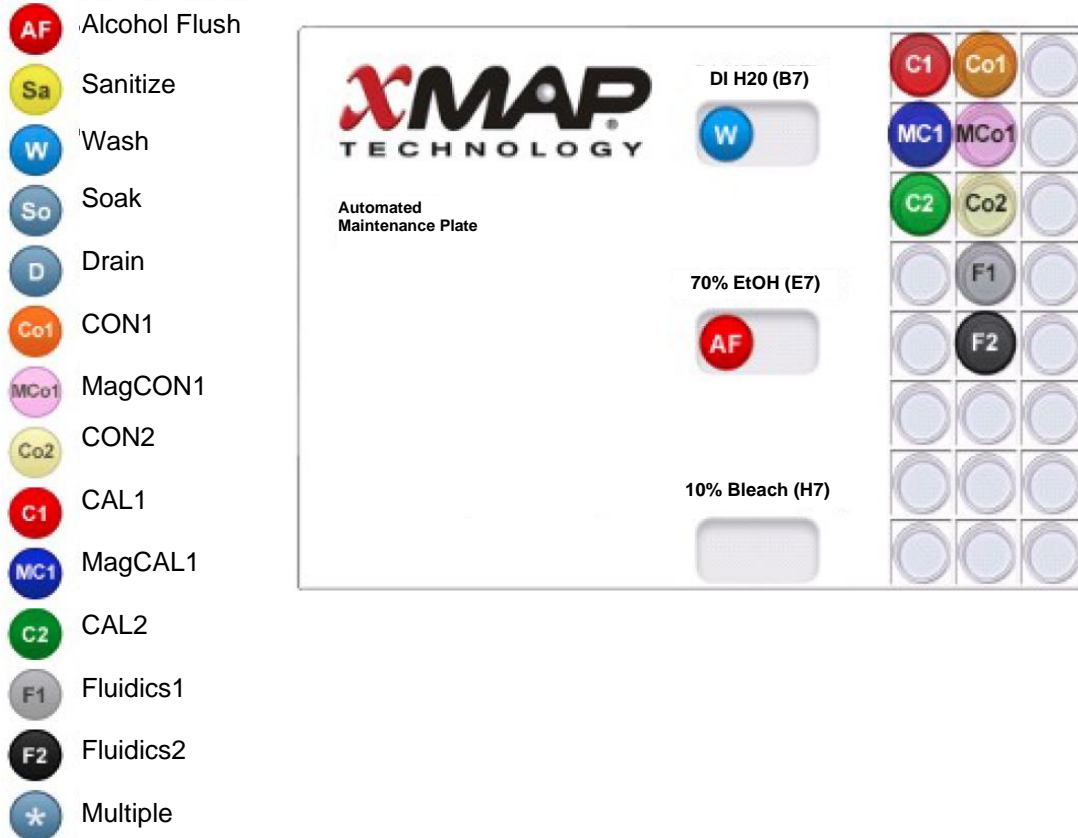 AF Alcohol Flush
Sa Sanitize
W Wash
So Soak
D Drain
Co1 CON1
MCo1 MagCON1
Co2 CON2
C1 CAL1
MC1 MagCAL1
C2 CAL2
F1 Fluidics1
F2 Fluidics2
* Multiple
xMAP®
TECHNOLOGY
Automated
Maintenance Plate
DI H20 (B7)
W
70% EtOH (E7)
AF
10% Bleach (H7)
C1 Co1
MC1 MCo1
C2 Co2
F1
F2